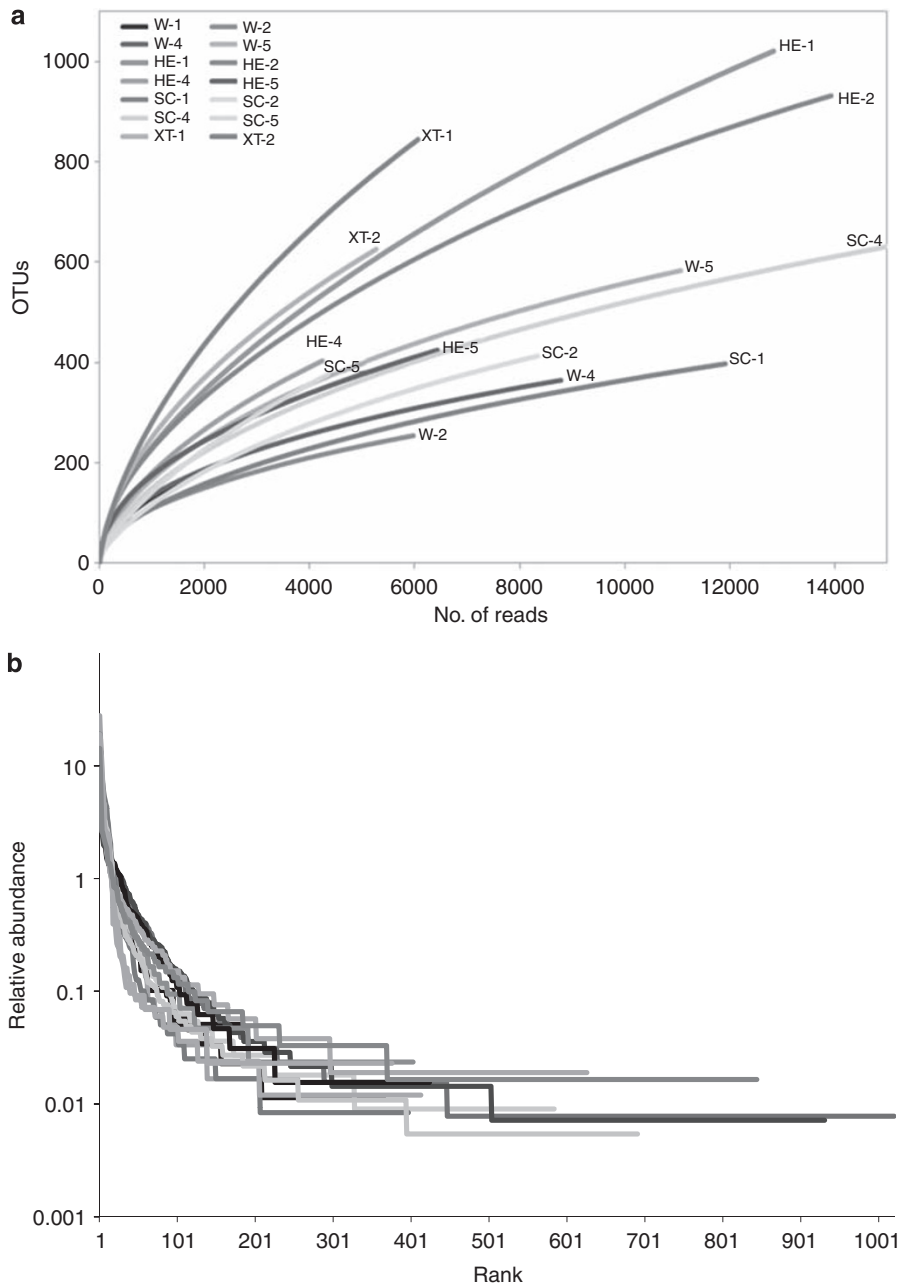 a
W-1 W-2
W-4 W-5
HE-1 HE-2
HE-4 HE-5
SC-1 SC-2
SC-4 SC-5
XT-1 XT-2
1000
800
600
400
200
0
OTUs
HE-1
HE-2
XT-1
XT-2
SC-4
W-5
HE-4
HE-5
SC-5
SC-2
SC-1
W-4
W-2
0 2000 4000 6000 8000 10000 12000 14000
No. of reads
b
10
1
0.1
0.01
0.001
Relative abundance
1 101 201 301 401 501 601 701 801 901 1001
Rank